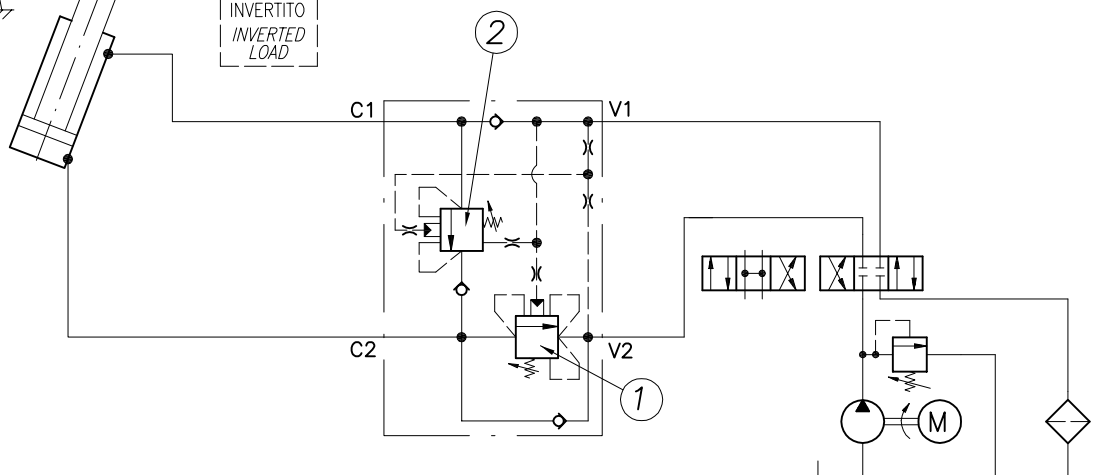 INVERTITO
INVERTED
LOAD
2
C1
V1
C2
V2
1
M